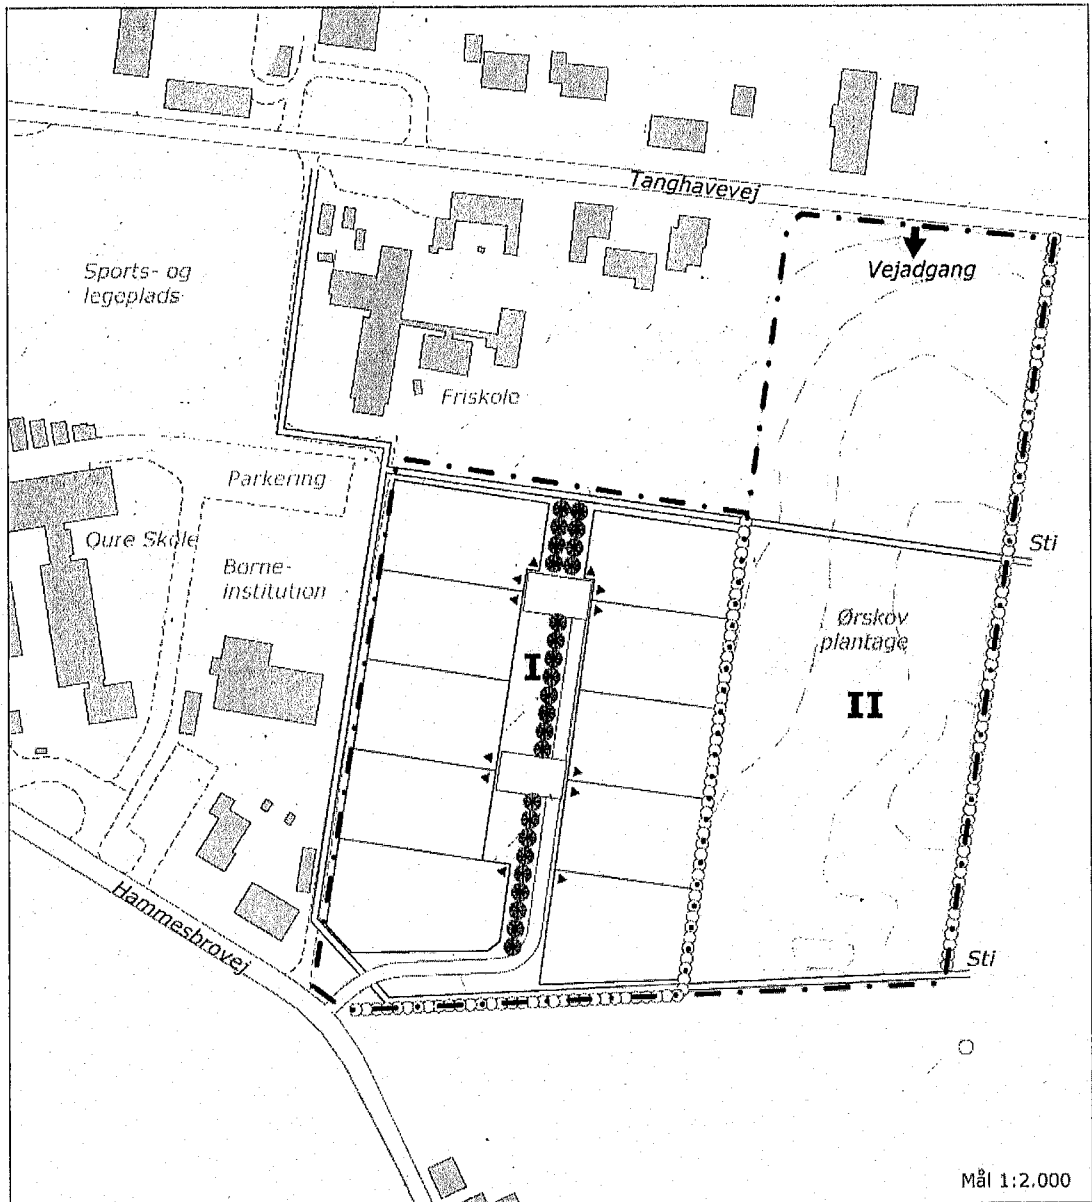 Tanghavevej
Vejadgang
Sports- og
legeplads
Friskole
Parkering
Oure Skole
Børne-
institution
Sti
Ørskov
plantage
I
II
Hammesbrovej
Sti
Mål 1:2.000